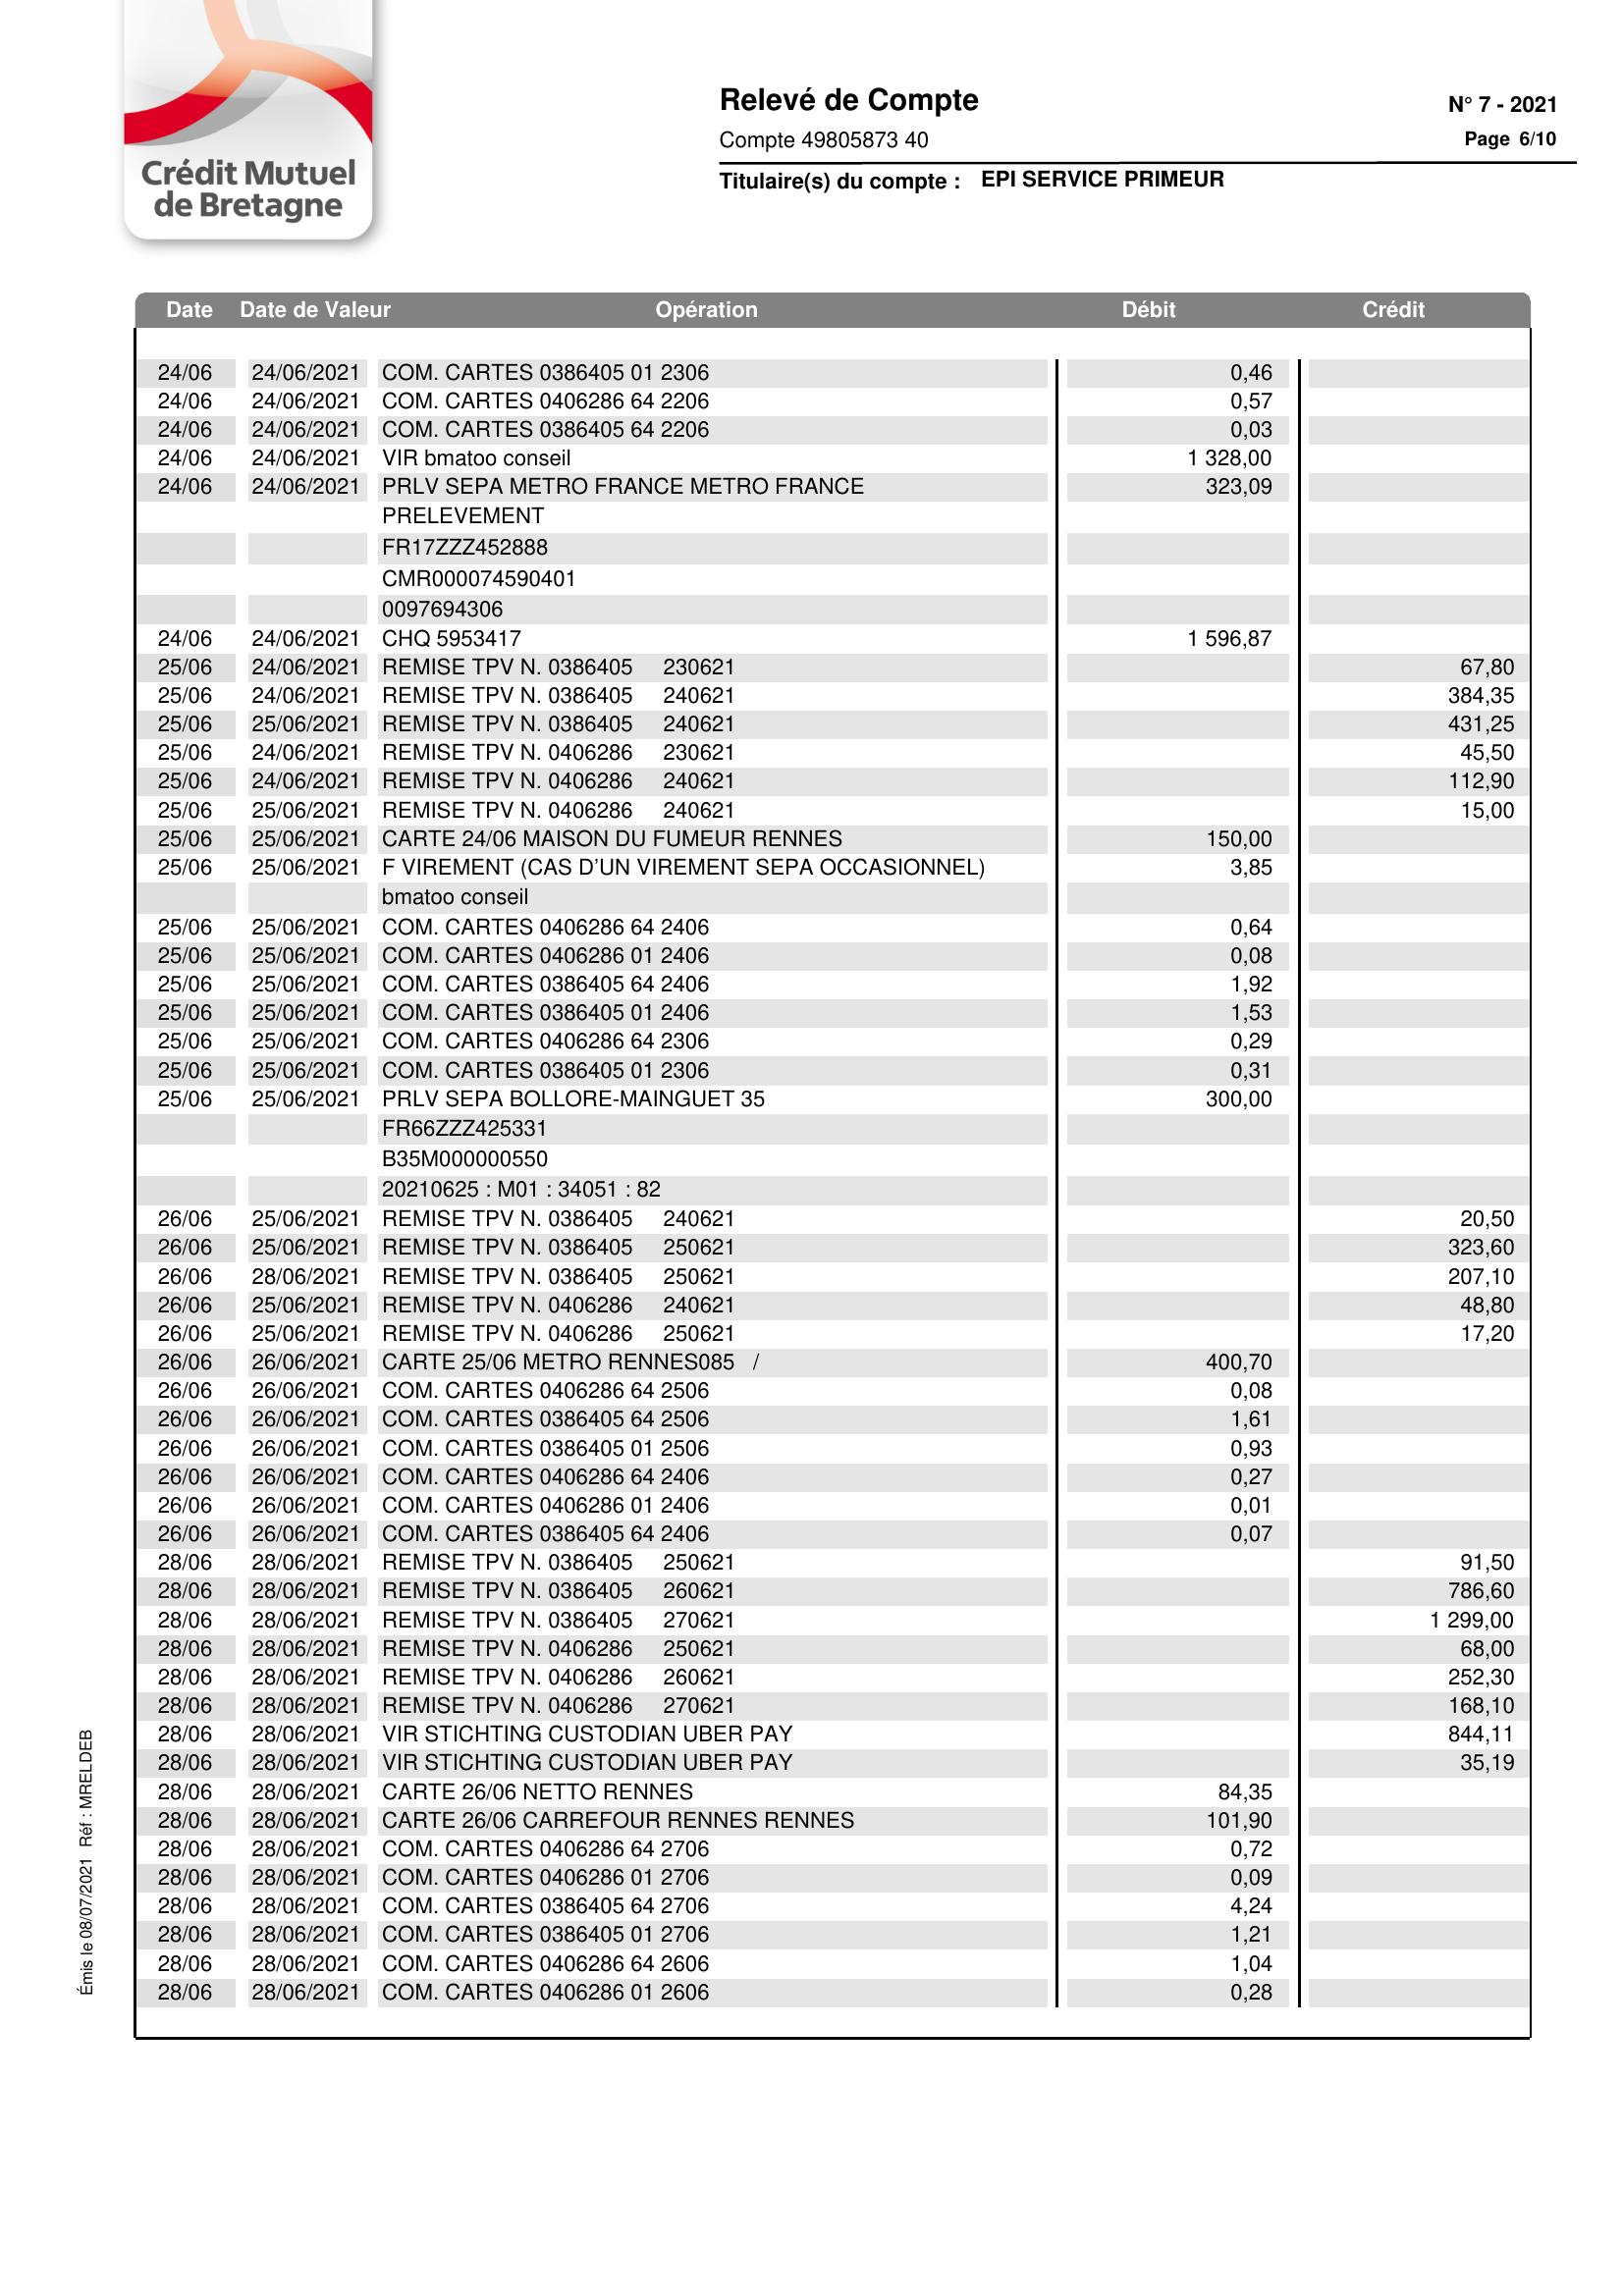 Crédit Mutuel
de Bretagne
Relevé de Compte
N° 7 - 2021
Compte 49805873 40
Page 6/10
Titulaire(s) du compte : EPI SERVICE PRIMEUR
Date Date de Valeur Opération Débit Crédit
24/06 24/06/2021 COM. CARTES 0386405 01 2306 0,46
24/06 24/06/2021 COM. CARTES 0406286 64 2206 0,57
24/06 24/06/2021 COM. CARTES 0386405 64 2206 0,03
24/06 24/06/2021 VIR bmatoo conseil 1 328,00
24/06 24/06/2021 PRLV SEPA METRO FRANCE METRO FRANCE 323,09
PRELEVEMENT
FR17ZZZ452888
CMR000074590401
0097694306
24/06 24/06/2021 CHQ 5953417 1 596,87
25/06 24/06/2021 REMISE TPV N. 0386405 230621 67,80
25/06 24/06/2021 REMISE TPV N. 0386405 240621 384,35
25/06 25/06/2021 REMISE TPV N. 0386405 240621 431,25
25/06 24/06/2021 REMISE TPV N. 0406286 230621 45,50
25/06 24/06/2021 REMISE TPV N. 0406286 240621 112,90
25/06 25/06/2021 REMISE TPV N. 0406286 240621 15,00
25/06 25/06/2021 CARTE 24/06 MAISON DU FUMEUR RENNES 150,00
25/06 25/06/2021 F VIREMENT (CAS D'UN VIREMENT SEPA OCCASIONNEL) 3,85
bmatoo conseil
25/06 25/06/2021 COM. CARTES 0406286 64 2406 0,64
25/06 25/06/2021 COM. CARTES 0406286 01 2406 0,08
25/06 25/06/2021 COM. CARTES 0386405 64 2406 1,92
25/06 25/06/2021 COM. CARTES 0386405 01 2406 1,53
25/06 25/06/2021 COM. CARTES 0406286 64 2306 0,29
25/06 25/06/2021 COM. CARTES 0386405 01 2306 0,31
25/06 25/06/2021 PRLV SEPA BOLLORE-MAINGUET 35 300,00
FR66ZZZ425331
B35M000000550
20210625 : M01 : 34051 : 82
26/06 25/06/2021 REMISE TPV N. 0386405 240621 20,50
26/06 25/06/2021 REMISE TPV N. 0386405 250621 323,60
26/06 28/06/2021 REMISE TPV N. 0386405 250621 207,10
26/06 25/06/2021 REMISE TPV N. 0406286 240621 48,80
26/06 25/06/2021 REMISE TPV N. 0406286 250621 17,20
26/06 26/06/2021 CARTE 25/06 METRO RENNES085 / 400,70
26/06 26/06/2021 COM. CARTES 0406286 64 2506 0,08
26/06 26/06/2021 COM. CARTES 0386405 64 2506 1,61
26/06 26/06/2021 COM. CARTES 0386405 01 2506 0,93
26/06 26/06/2021 COM. CARTES 0406286 64 2406 0,27
26/06 26/06/2021 COM. CARTES 0406286 01 2406 0,01
26/06 26/06/2021 COM. CARTES 0386405 64 2406 0,07
28/06 28/06/2021 REMISE TPV N. 0386405 250621 91,50
28/06 28/06/2021 REMISE TPV N. 0386405 260621 786,60
28/06 28/06/2021 REMISE TPV N. 0386405 270621 1 299,00
28/06 28/06/2021 REMISE TPV N. 0406286 250621 68,00
28/06 28/06/2021 REMISE TPV N. 0406286 260621 252,30
28/06 28/06/2021 REMISE TPV N. 0406286 270621 168,10
28/06 28/06/2021 VIR STICHTING CUSTODIAN UBER PAY 844,11
28/06 28/06/2021 VIR STICHTING CUSTODIAN UBER PAY 35,19
28/06 28/06/2021 CARTE 26/06 NETTO RENNES 84,35
28/06 28/06/2021 CARTE 26/06 CARREFOUR RENNES RENNES 101,90
28/06 28/06/2021 COM. CARTES 0406286 64 2706 0,72
28/06 28/06/2021 COM. CARTES 0406286 01 2706 0,09
28/06 28/06/2021 COM. CARTES 0386405 64 2706 4,24
28/06 28/06/2021 COM. CARTES 0386405 01 2706 1,21
28/06 28/06/2021 COM. CARTES 0406286 64 2606 1,04
28/06 28/06/2021 COM. CARTES 0406286 01 2606 0,28
Émis le 08/07/2021 Réf : MRELDEB